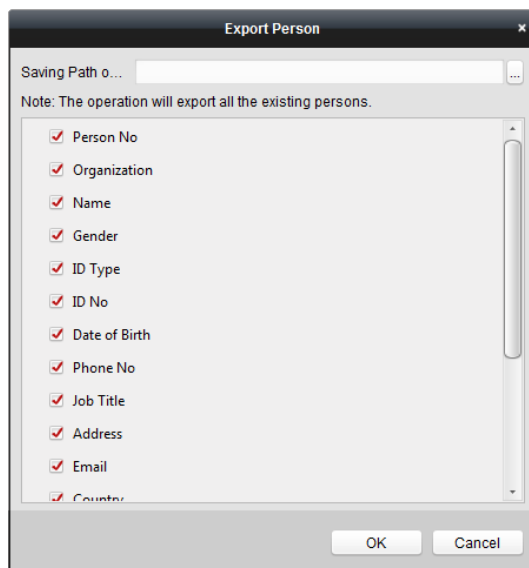 Export Person
Saving Path o... ...
Note: The operation will export all the existing persons.
Person No
Organization
Name
Gender
ID Type
ID No
Date of Birth
Phone No
Job Title
Address
Email
Country
OK Cancel